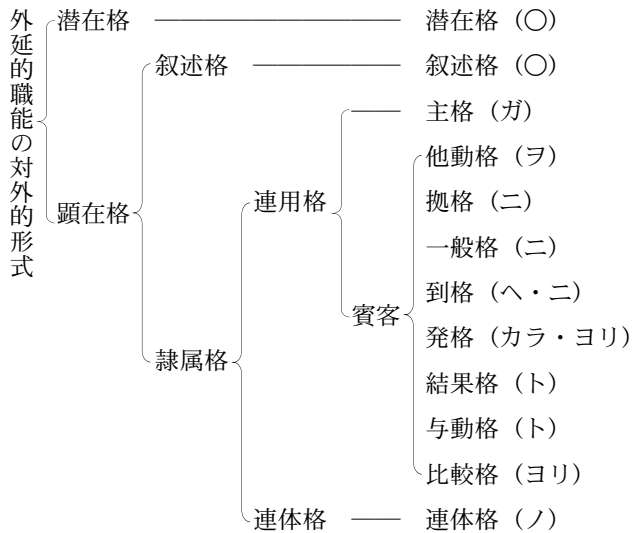 外延的職能の対外的形式
潜在格 潜在格（○）
叙述格 叙述格（○）
顕在格
隷属格
連用格
主格（ガ）
賓客
他動格（ヲ）
拠格（ニ）
一般格（ニ）
到格（ヘ・ニ）
発格（カラ・ヨリ）
結果格（ト）
与動格（ト）
比較格（ヨリ）
連体格 連体格（ノ）